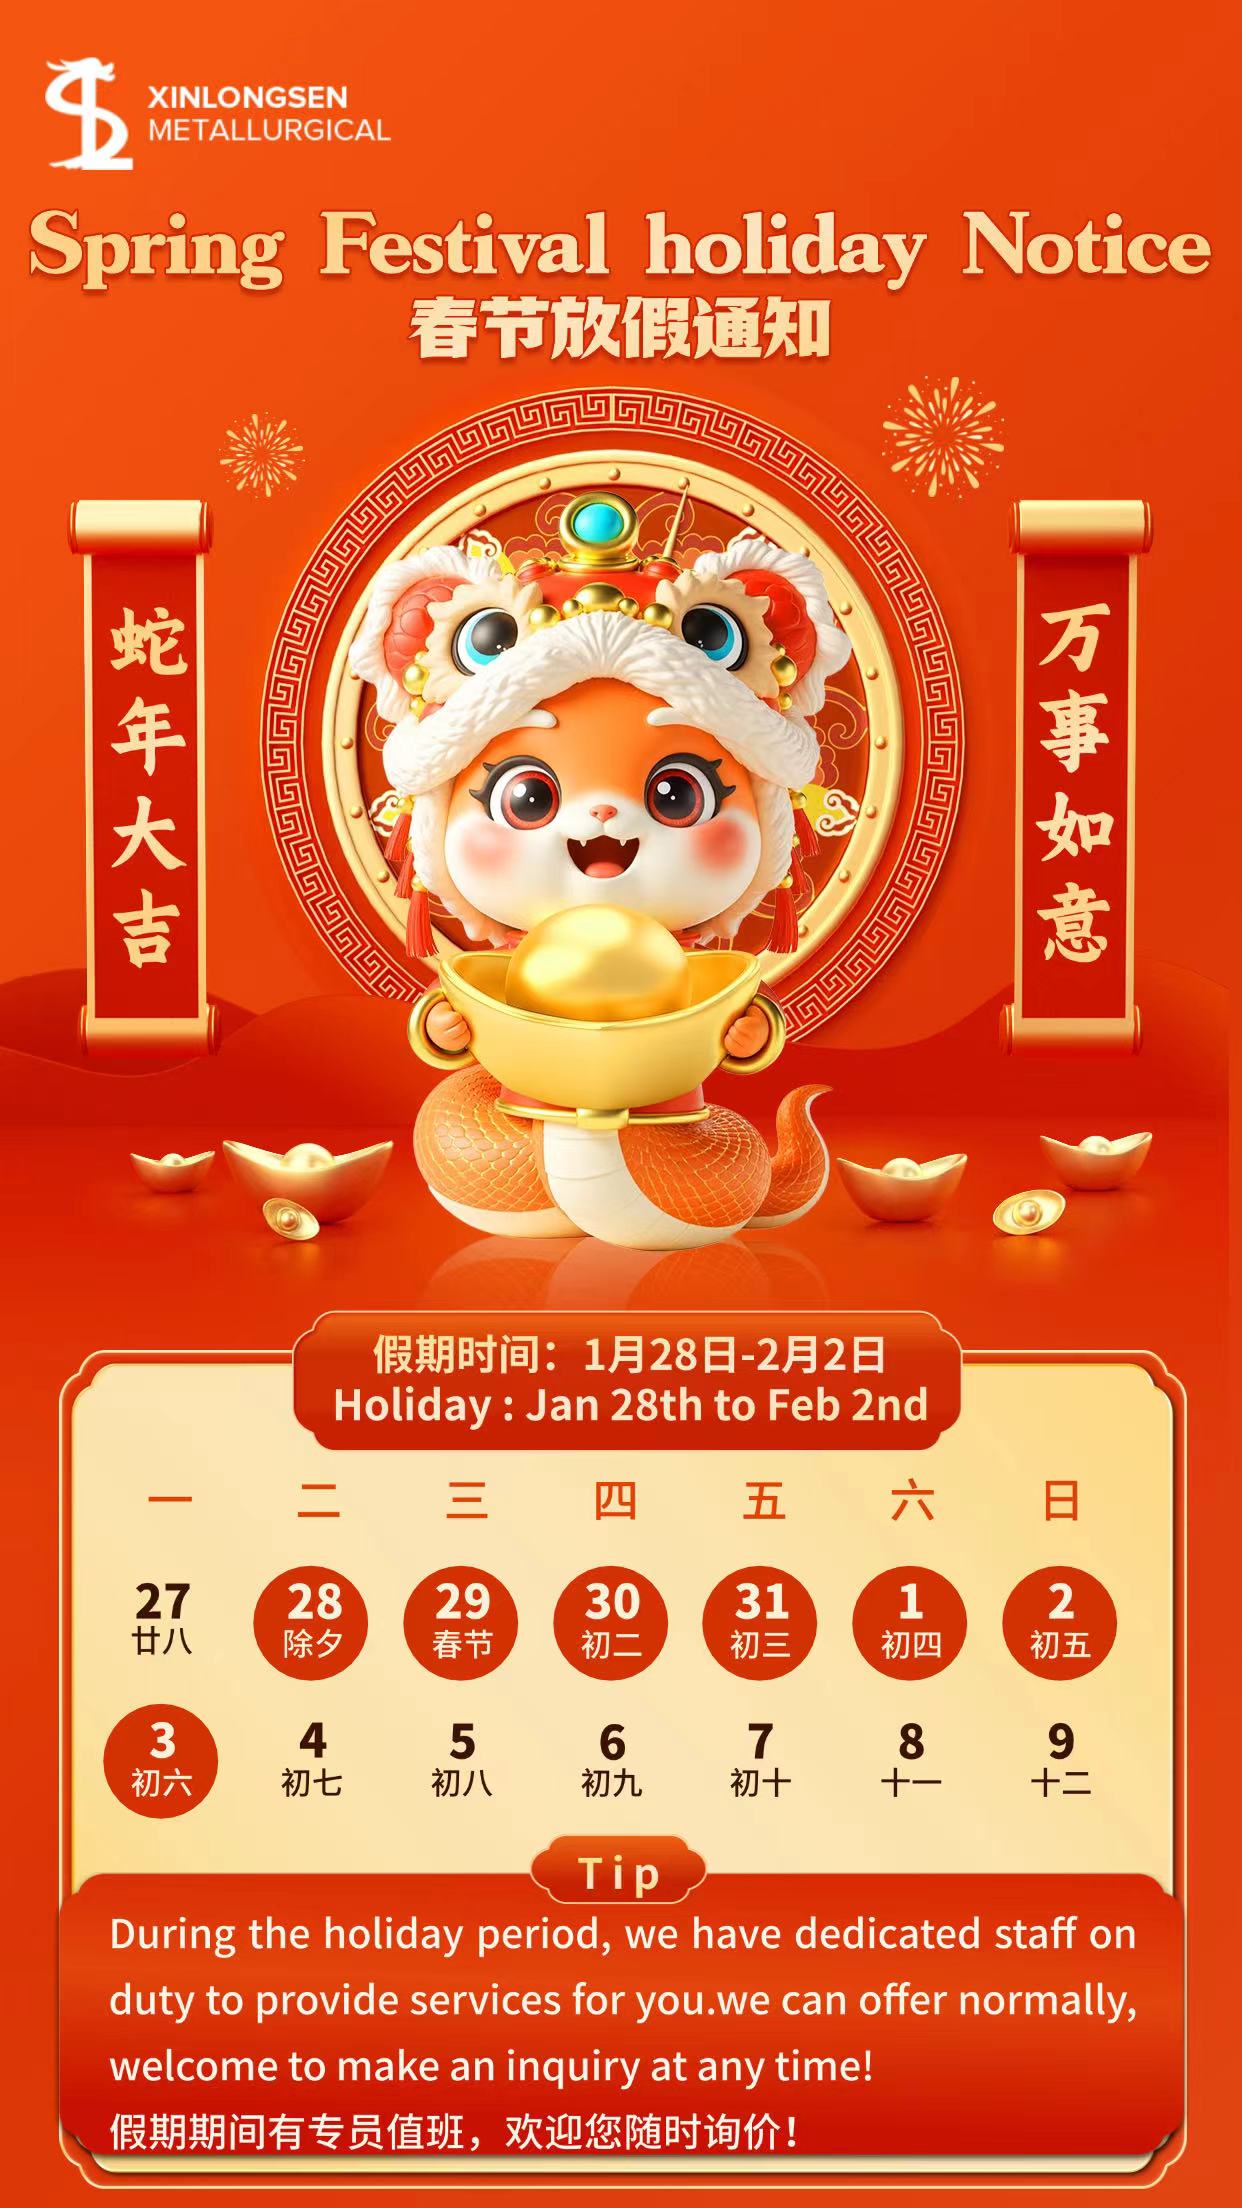 XINLONGSEN
METALLURGICAL
Spring Festival holiday Notice
春节放假通知
蛇年大吉
万事如意
假期时间：1月28日-2月2日
Holiday : Jan 28th to Feb 2nd
一 二 三 四 五 六 日
27 28 29 30 31 1 2
廿八 除夕 春节 初二 初三 初四 初五
3 4 5 6 7 8 9
初六 初七 初八 初九 初十 十一 十二
Tip
During the holiday period, we have dedicated staff on
duty to provide services for you.we can offer normally,
welcome to make an inquiry at any time!
假期期间有专员值班，欢迎您随时询价！